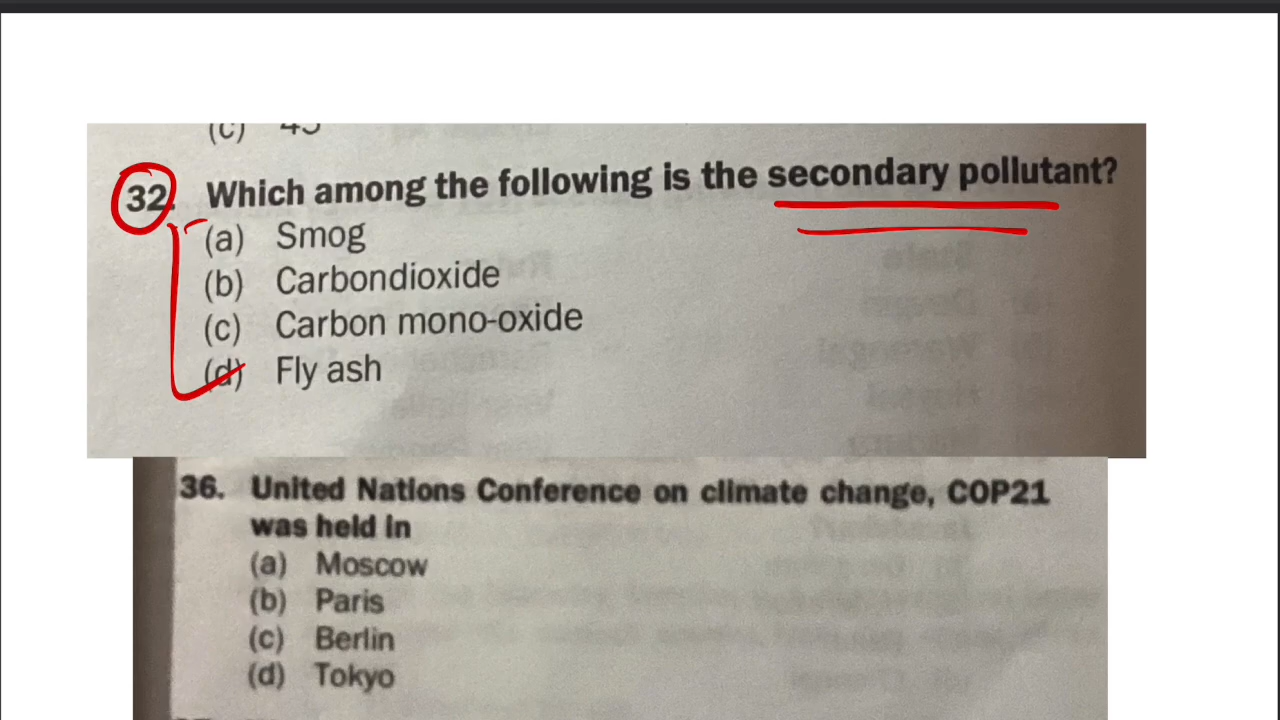 32. Which among the following is the secondary pollutant?
(a) Smog
(b) Carbondioxide
(c) Carbon mono-oxide
(d) Fly ash
36. United Nations Conference on climate change, COP21
was held in
(a) Moscow
(b) Paris
(c) Berlin
(d) Tokyo